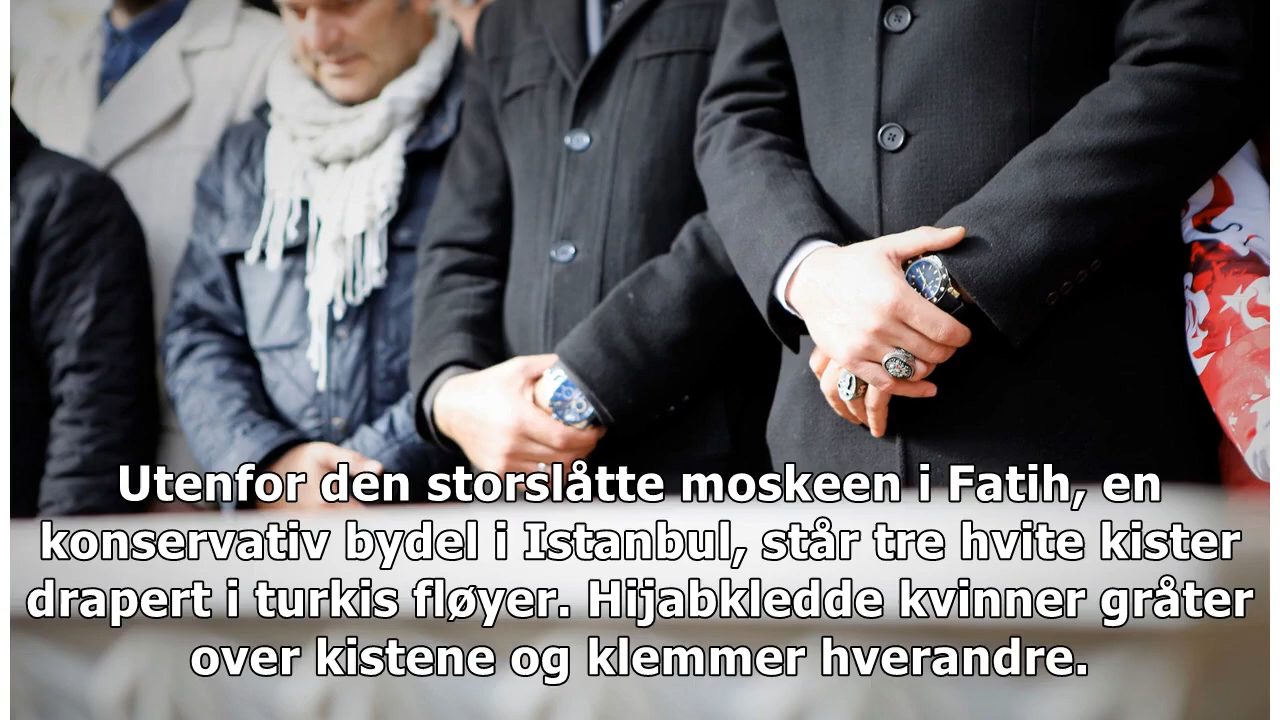 Utenfor den storslåtte moskeen i Fatih, en
konservativ bydel i Istanbul, står tre hvite kister
drapert i turkis fløyer. Hijabkledde kvinner gråter
over kistene og klemmer hverandre.